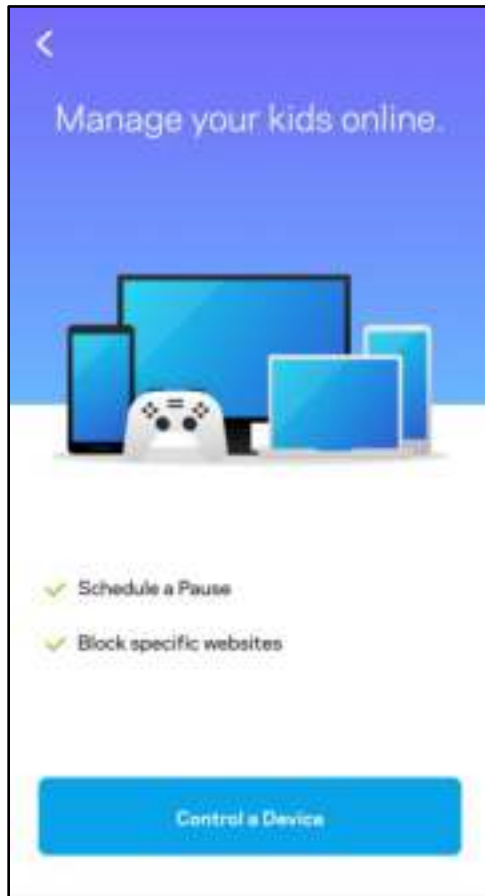 Manage your kids online.
Schedule a Pause
Block specific websites
Control a Device